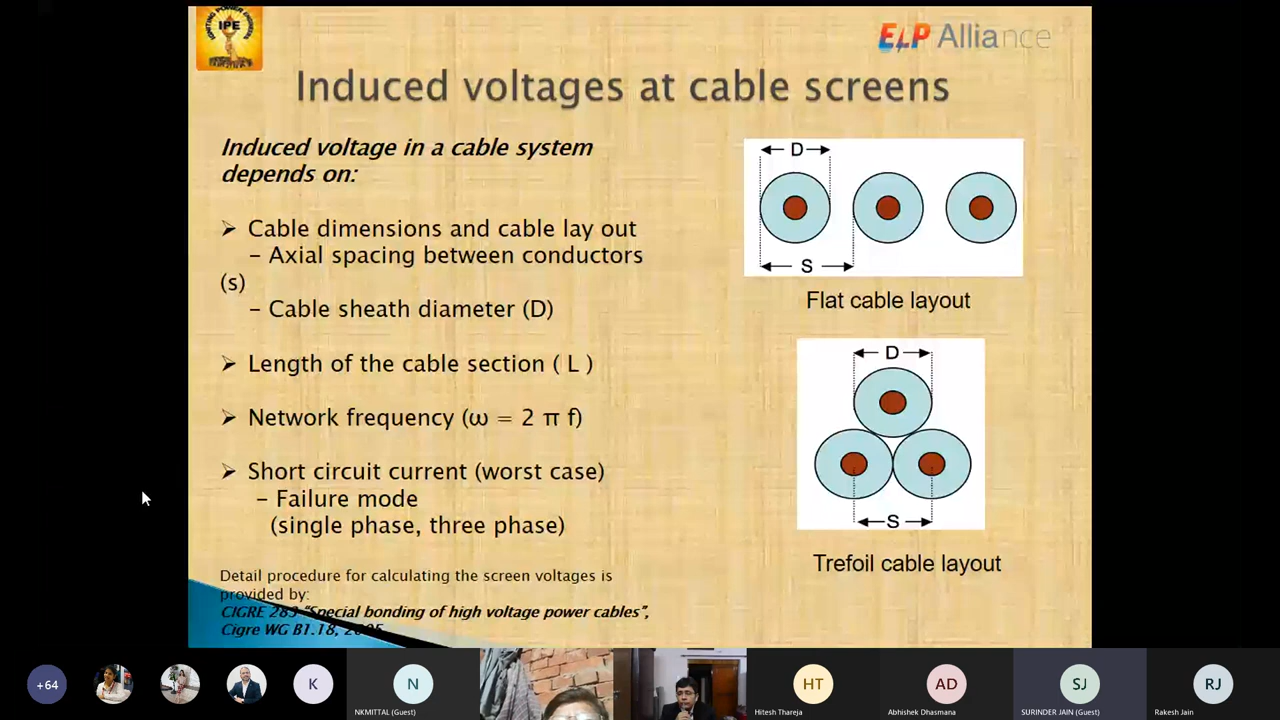 IPE
ELP Alliance
Induced voltages at cable screens
Induced voltage in a cable system
depends on:
➢ Cable dimensions and cable lay out
– Axial spacing between conductors
(s)
– Cable sheath diameter (D)
➢ Length of the cable section ( L )
➢ Network frequency (ω = 2 π f)
➢ Short circuit current (worst case)
– Failure mode
(single phase, three phase)
Detail procedure for calculating the screen voltages is
provided by:
CIGRE 283 "Special bonding of high voltage power cables",
Cigre WG B1.18, 2005
D
S
Flat cable layout
D
S
Trefoil cable layout
+64
K
N
NKMITTAL (Guest)
HT
Hitesh Thareja
AD
Abhishek Dhasmana
SJ
SURINDER JAIN (Guest)
RJ
Rakesh Jain